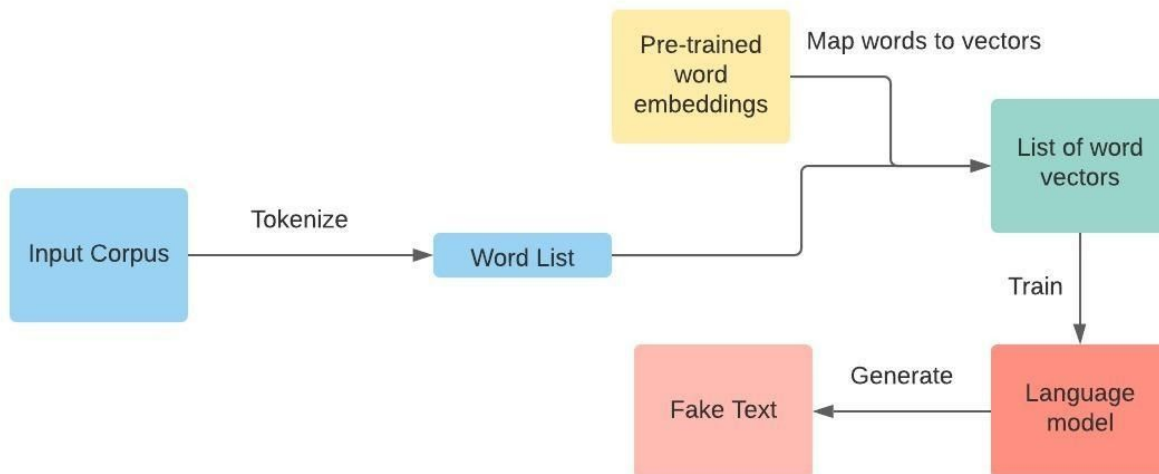 Pre-trained
word
embeddings
Map words to vectors
List of word
vectors
Input Corpus
Tokenize
Word List
Train
Fake Text
Generate
Language
model